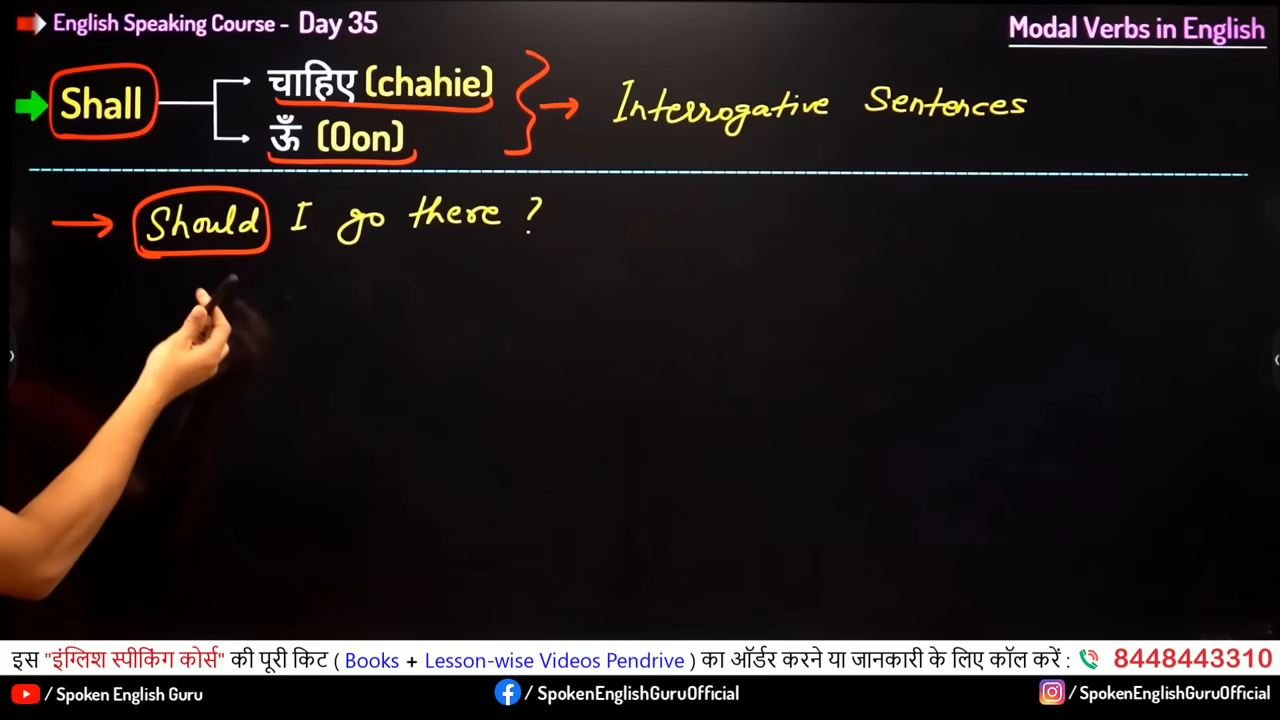 English Speaking Course - Day 35
Modal Verbs in English
Shall
चाहिए (chahie)
ऊँ (Oon)
Interrogative Sentences
Should I go there ?
इस "इंग्लिश स्पीकिंग कोर्स" की पूरी किट ( Books + Lesson-wise Videos Pendrive ) का ऑर्डर करने या जानकारी के लिए कॉल करें : 8448443310
/ Spoken English Guru
/ SpokenEnglishGuruOfficial
/ SpokenEnglishGuruOfficial